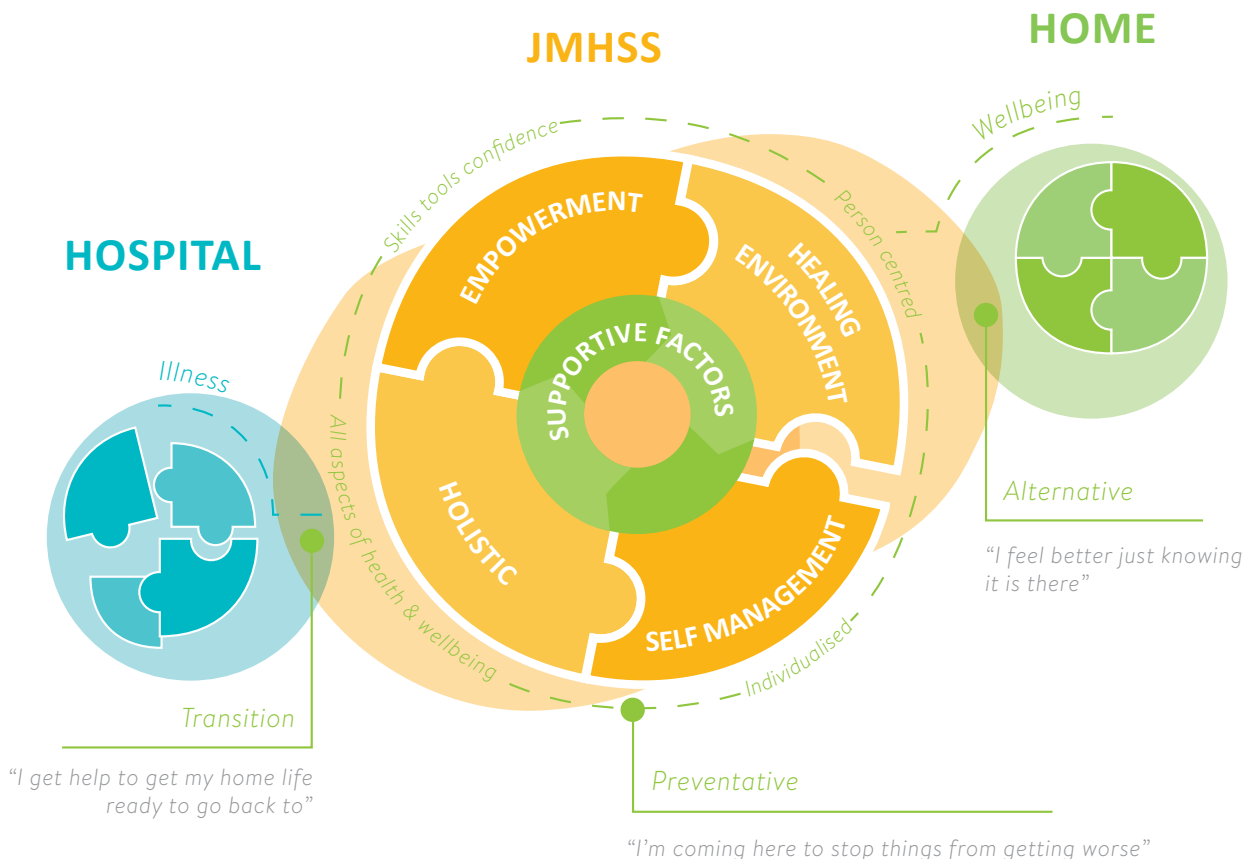 HOSPITAL
Illness
Transition
“I get help to get my home life
ready to go back to”
JMHSS
Skills tools confidence
Person centred
All aspects of health & wellbeing
Individualised
EMPOWERMENT
HEALING
ENVIRONMENT
HOLISTIC
SELF MANAGEMENT
SUPPORTIVE FACTORS
Preventative
“I’m coming here to stop things from getting worse”
HOME
Wellbeing
Alternative
“I feel better just knowing
it is there”